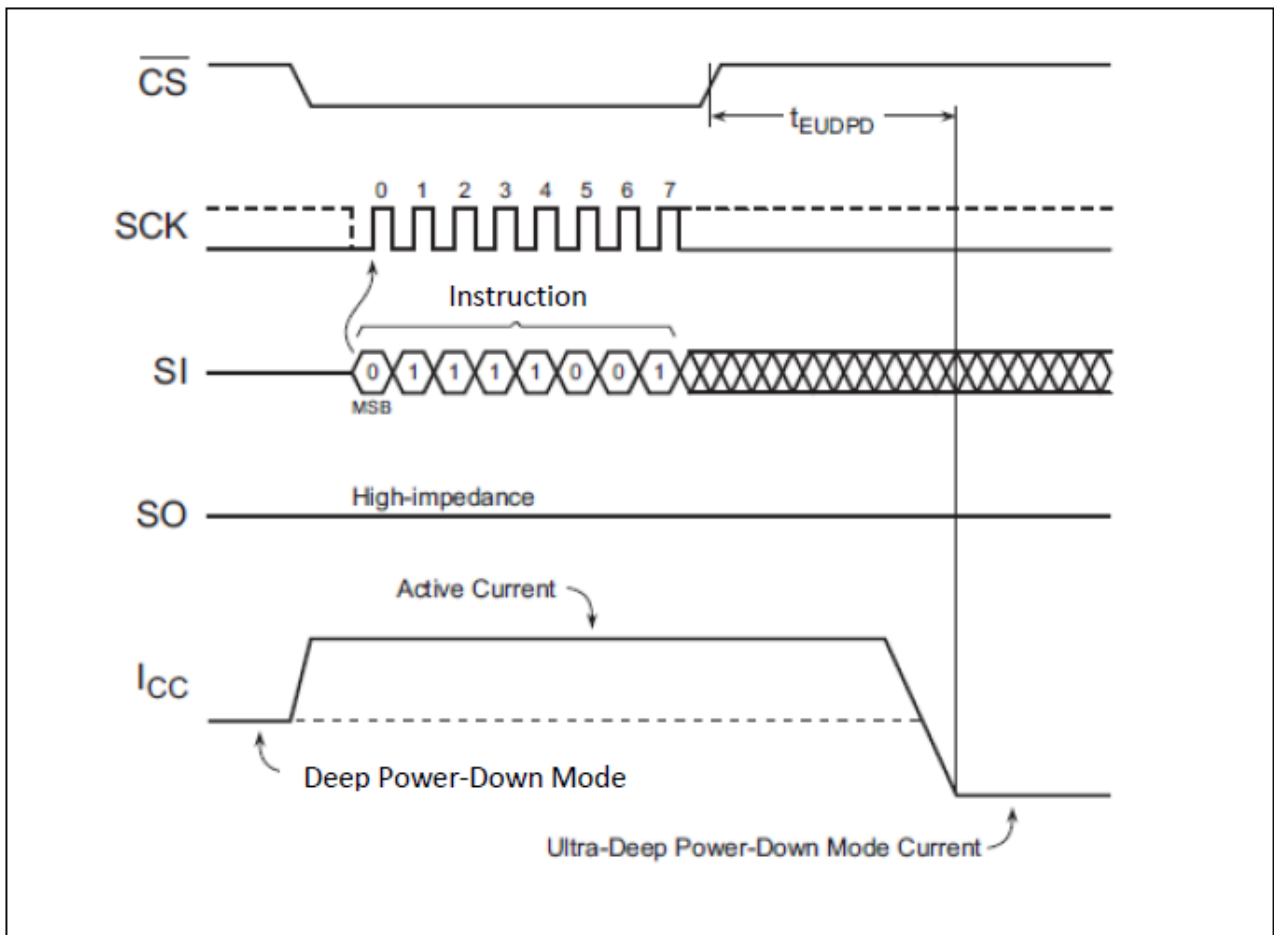 CS
tEUDPD
0 1 2 3 4 5 6 7
SCK
Instruction
SI
0 1 1 1 1 0 0 1
MSB
High-impedance
SO
Active Current
ICC
Deep Power-Down Mode
Ultra-Deep Power-Down Mode Current